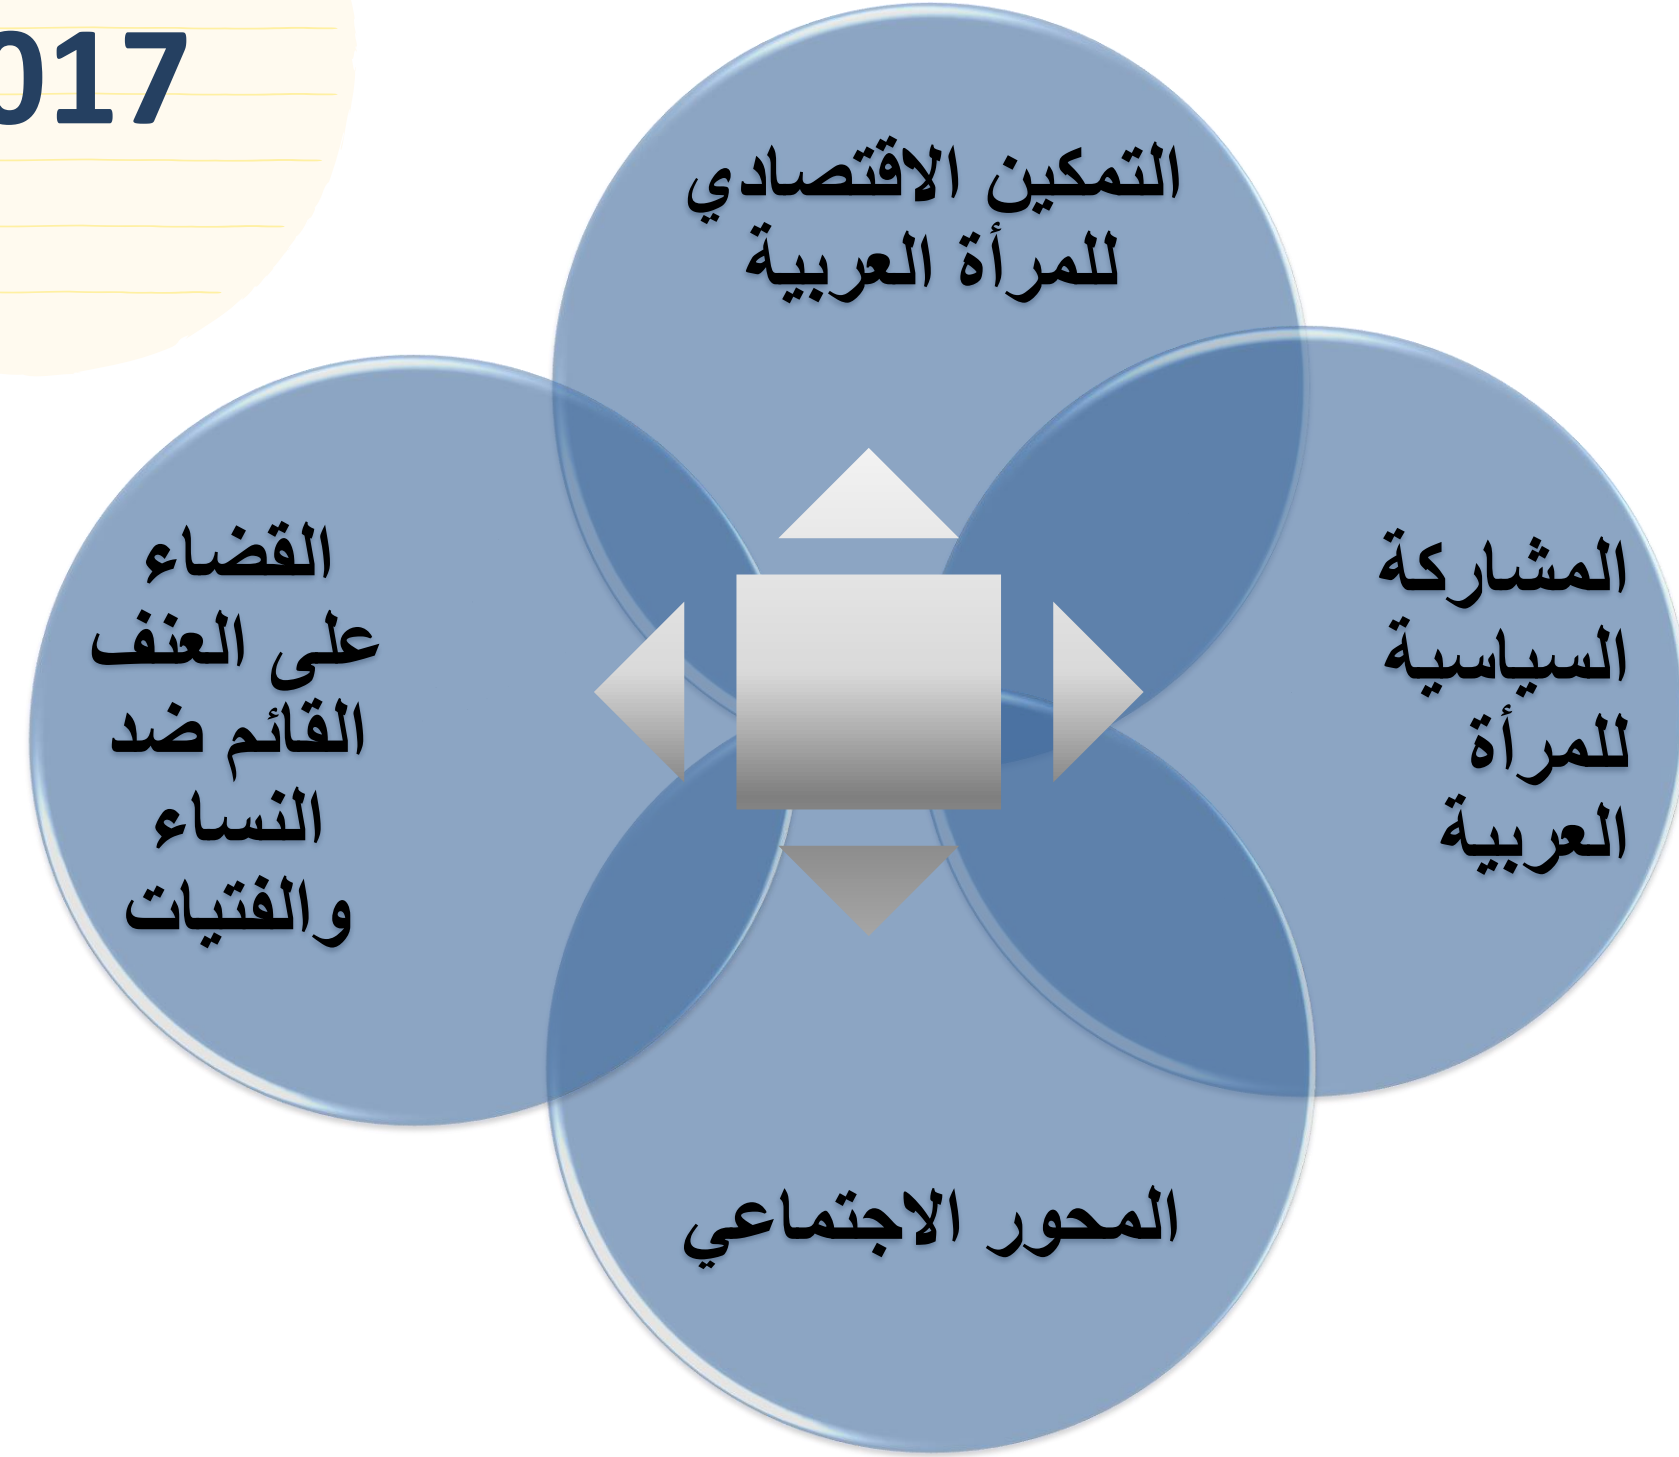 017
التمكين الاقتصادي
للمرأة العربية
المشاركة
السياسية
للمرأة
العربية
القضاء
على العنف
القائم ضد
النساء
والفتيات
المحور الاجتماعي